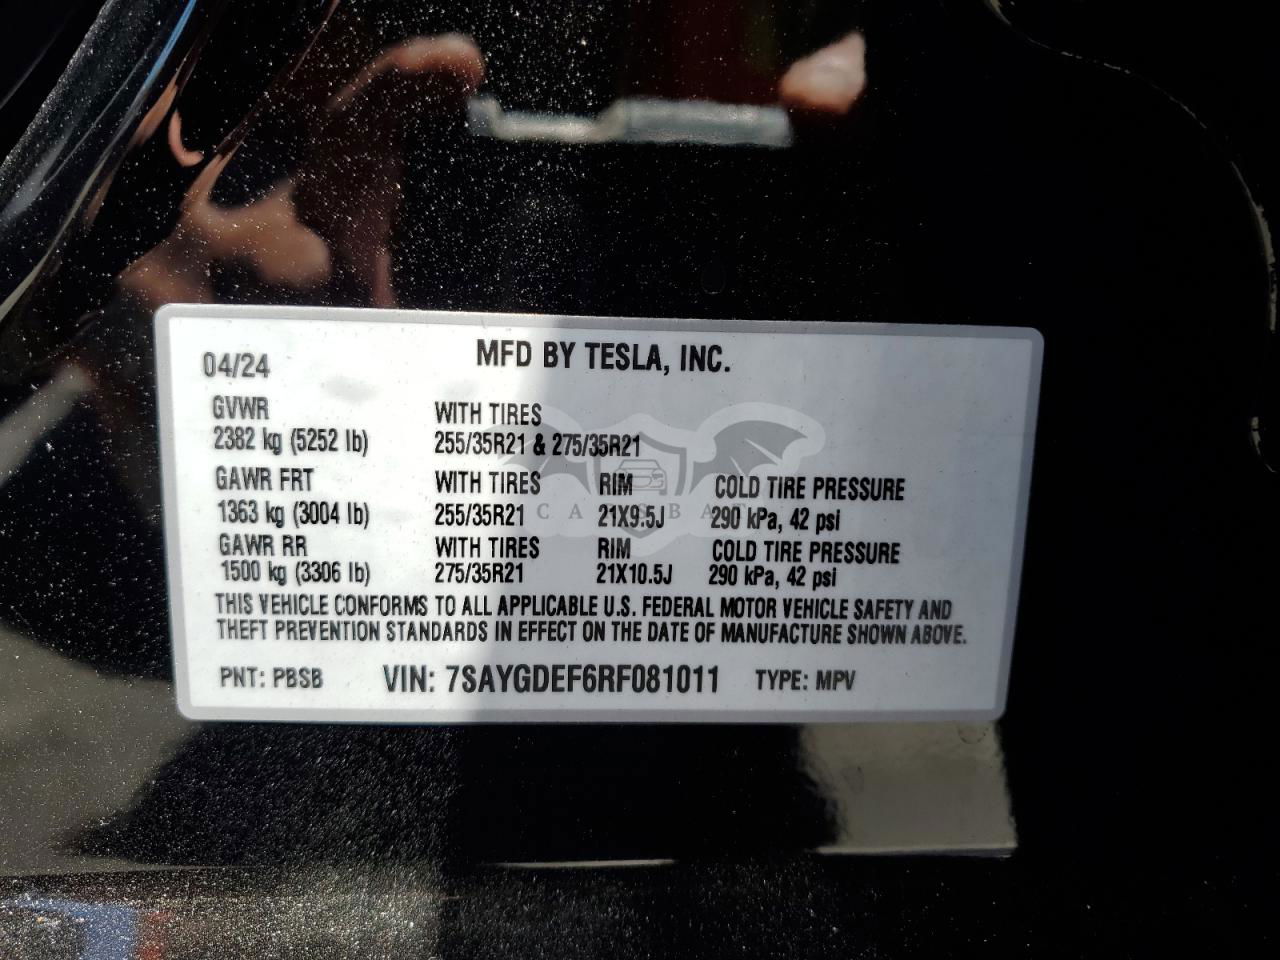 MFD BY TESLA, INC.
04/24
GVWR WITH TIRES
2382 kg (5252 lb) 255/35R21 & 275/35R21
GAWR FRT WITH TIRES RIM COLD TIRE PRESSURE
1363 kg (3004 lb) 255/35R21 21X9.5J 290 kPa, 42 psi
GAWR RR WITH TIRES RIM COLD TIRE PRESSURE
1500 kg (3306 lb) 275/35R21 21X10.5J 290 kPa, 42 psi
THIS VEHICLE CONFORMS TO ALL APPLICABLE U.S. FEDERAL MOTOR VEHICLE SAFETY AND
THEFT PREVENTION STANDARDS IN EFFECT ON THE DATE OF MANUFACTURE SHOWN ABOVE.
PNT: PBSB VIN: 7SAYGDEF6RF081011 TYPE: MPV